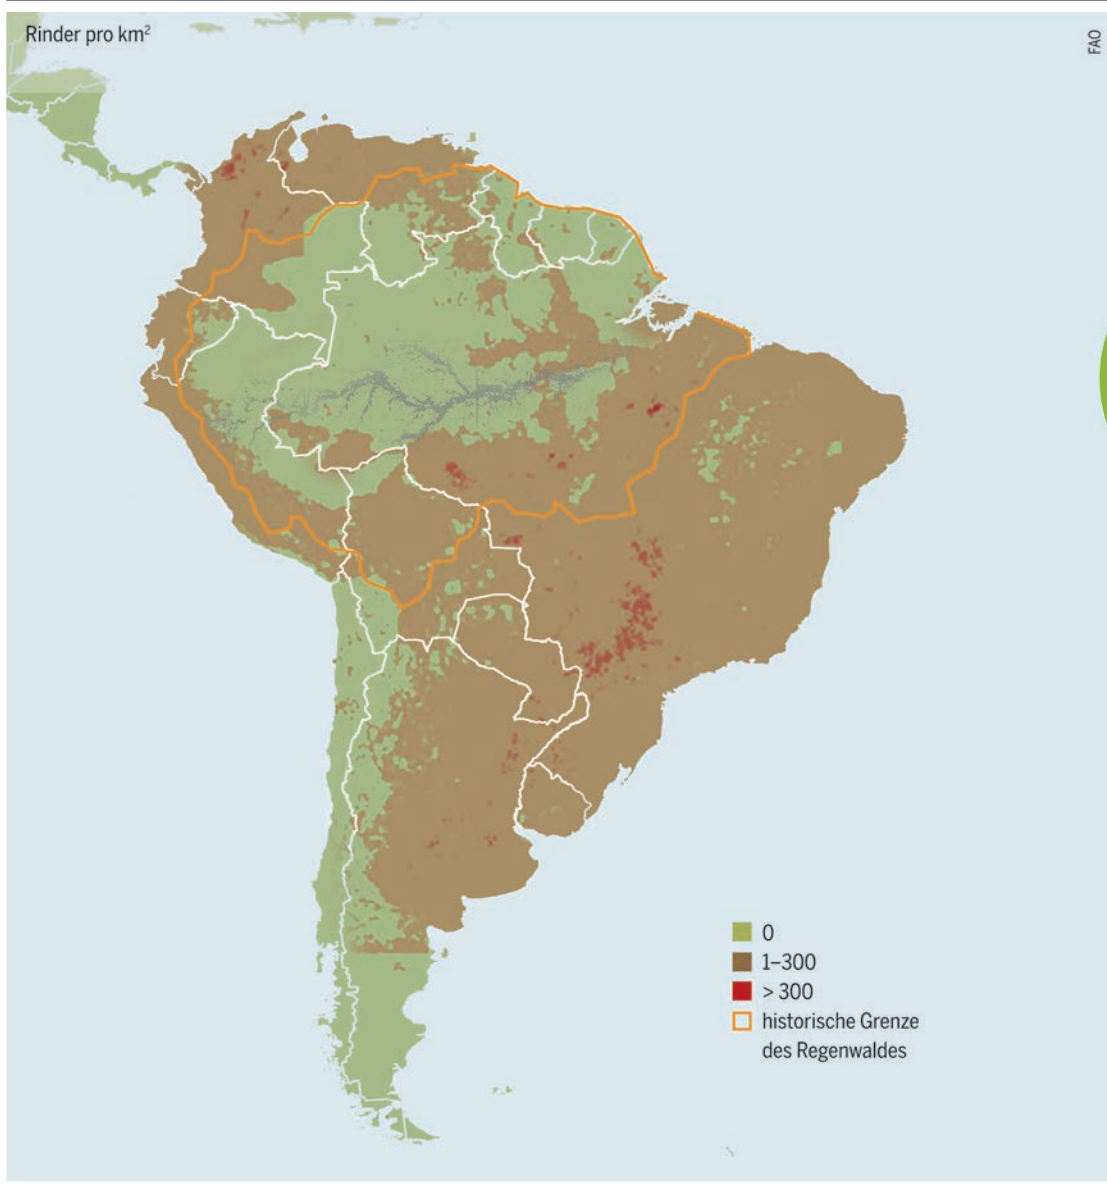 Rinder pro km²
FAO
0
1–300
> 300
historische Grenze
des Regenwaldes